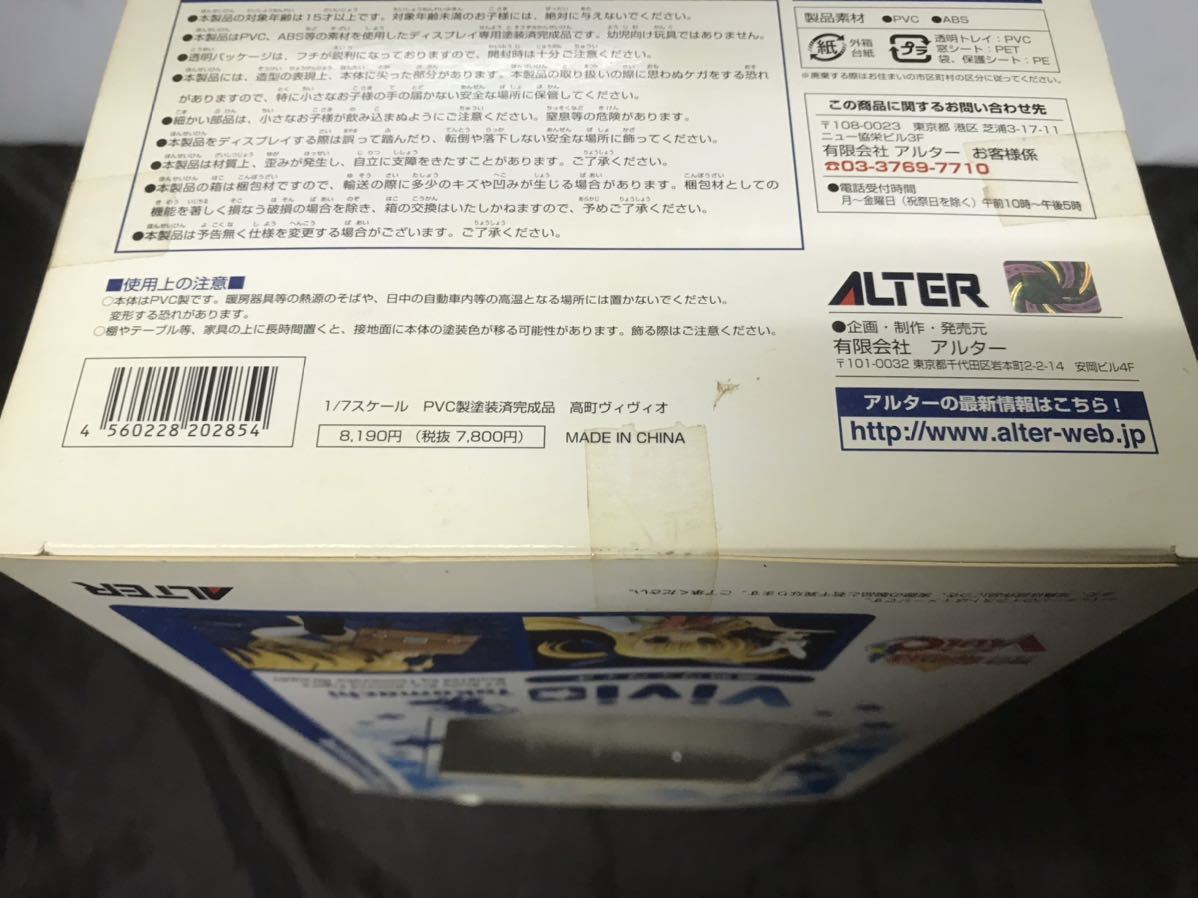 ●本製品の対象年齢は15才以上です。対象年齢未満のお子様には、絶対に与えないでください。
●本製品はPVC、ABS等の素材を使用したディスプレイ専用塗装済完成品です。幼児向け玩具ではありません。
●透明パッケージは、フチが鋭利になっておりますので、開封時は十分ご注意ください。
●本製品には、造型の表現上、本体に尖った部分があります。本製品の取り扱いの際に思わぬケガをする恐れ
がありますので、特に小さなお子様の手の届かない安全な場所に保管してください。
●細かい部品は、小さなお子様が飲み込まぬようにご注意ください。窒息等の危険があります。
●本製品をディスプレイする際は誤って踏んだり、転倒や落下しない安全な場所に飾ってください。
●本製品は材質上、歪みが発生し、自立に支障をきたすことがあります。ご了承ください。
●本製品の箱は梱包材ですので、輸送の際に多少のキズや凹みが生じる場合があります。梱包材としての
機能を著しく損なう破損の場合を除き、箱の交換はいたしかねますので、予めご了承ください。
●本製品は予告無く仕様を変更する場合がございます。ご了承ください。
製品素材 ●PVC ●ABS
紙 外箱
台紙
プラ 透明トレイ：PVC
窓シート：PET
袋、保護シート：PE
※廃棄する際はお住まいの市区町村の区分に従ってください。
この商品に関するお問い合わせ先
〒108-0023 東京都 港区 芝浦3-17-11
ニュー協栄ビル3F
有限会社 アルター お客様係
☎03-3769-7710
●電話受付時間
月～金曜日（祝祭日を除く）午前10時～午後5時
■使用上の注意■
○本体はPVC製です。暖房器具等の熱源のそばや、日中の自動車内等の高温となる場所には置かないでください。
変形する恐れがあります。
○棚やテーブル等、家具の上に長時間置くと、接地面に本体の塗装色が移る可能性があります。飾る際はご注意ください。
ALTER
●企画・制作・発売元
有限会社 アルター
〒101-0032 東京都千代田区岩本町2-2-14 安岡ビル4F
アルターの最新情報はこちら！
http://www.alter-web.jp
4 560228 202854
1/7スケール PVC製塗装済完成品 高町ヴィヴィオ
8,190円 （税抜 7,800円） MADE IN CHINA
ALTER
ViVid
Vivio
Takamachi